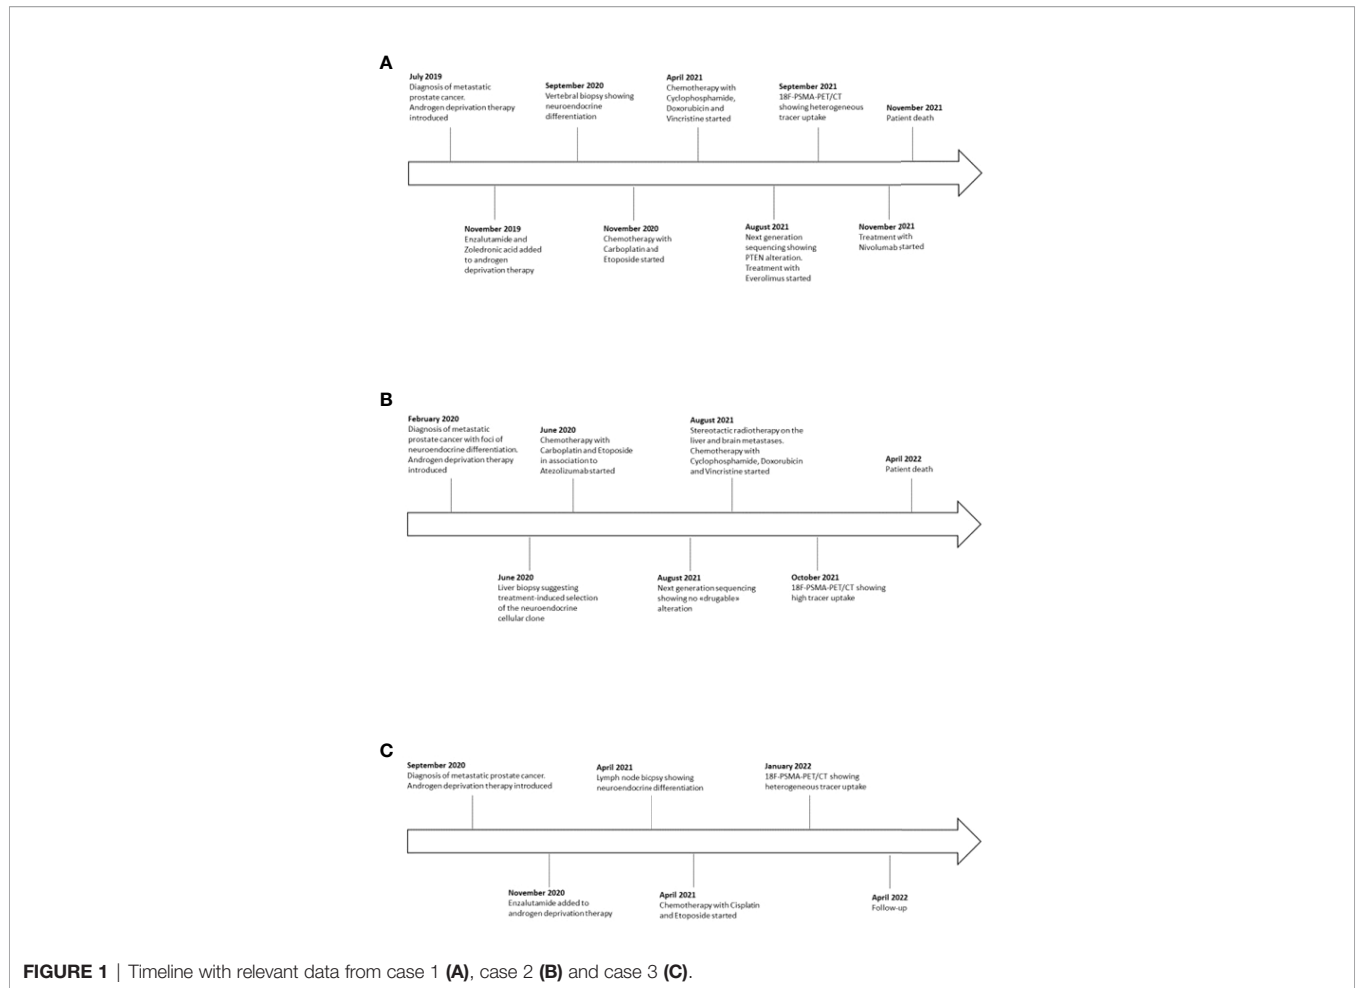 A
July 2019
Diagnosis of metastatic
prostate cancer.
Androgen deprivation therapy
introduced
September 2020
Vertebral biopsy showing
neuroendocrine
differentiation
April 2021
Chemotherapy with
Cyclophosphamide,
Doxorubicin and
Vincristine started
September 2021
18F-PSMA-PET/CT
showing heterogeneous
tracer uptake
November 2021
Patient death
November 2019
Enzalutamide and
Zoledronic acid added
to androgen
deprivation therapy
November 2020
Chemotherapy with
Carboplatin and
Etoposide started
August 2021
Next generation
sequencing showing
PTEN alteration.
Treatment with
Everolimus started
November 2021
Treatment with
Nivolumab started
B
February 2020
Diagnosis of metastatic
prostate cancer with foci of
neuroendocrine differentiation.
Androgen deprivation therapy
introduced
June 2020
Chemotherapy with
Carboplatin and Etoposide
in association to
Atezolizumab started
August 2021
Stereotactic radiotherapy on the
liver and brain metastases.
Chemotherapy with
Cyclophosphamide, Doxorubicin
and Vincristine started
April 2022
Patient death
June 2020
Liver biopsy suggesting
treatment-induced selection
of the neuroendocrine
cellular clone
August 2021
Next generation sequencing
showing no «drugable»
alteration
October 2021
18F-PSMA-PET/CT showing
high tracer uptake
C
September 2020
Diagnosis of metastatic prostate cancer.
Androgen deprivation therapy introduced
April 2021
Lymph node biopsy showing
neuroendocrine differentiation
January 2022
18F-PSMA-PET/CT showing
heterogeneous tracer uptake
November 2020
Enzalutamide added to
androgen deprivation therapy
April 2021
Chemotherapy with Cisplatin
and Etoposide started
April 2022
Follow-up
FIGURE 1 | Timeline with relevant data from case 1 (A), case 2 (B) and case 3 (C).